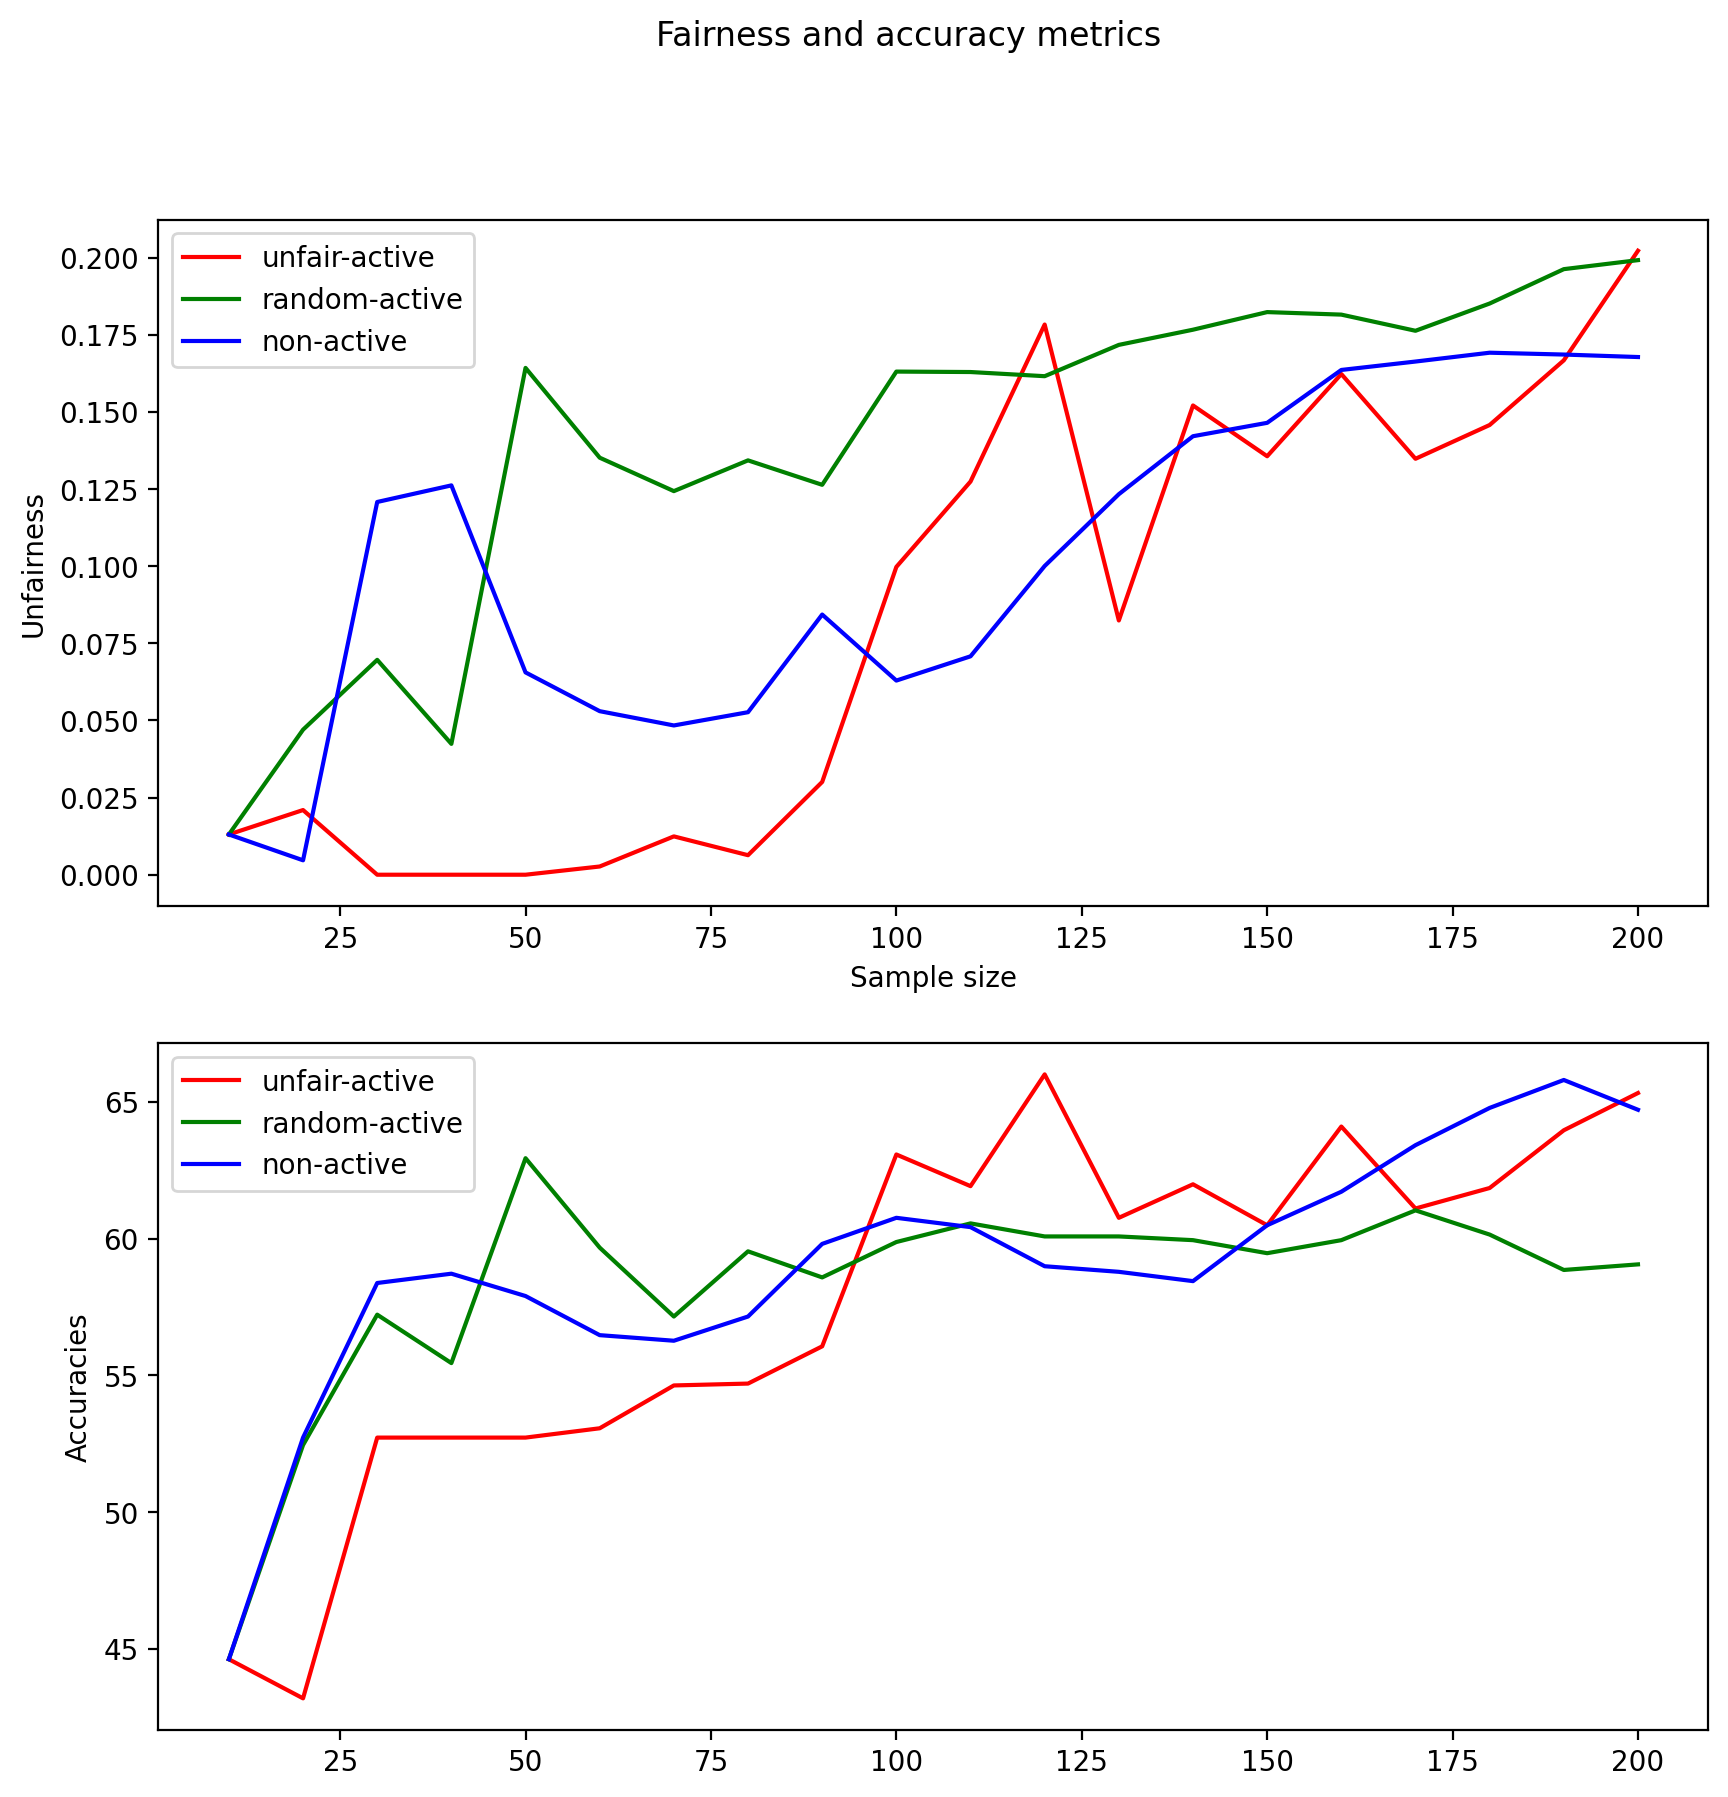 Fairness and accuracy metrics
unfair-active
random-active
non-active
0.200
0.175
0.150
0.125
0.100
0.075
0.050
0.025
0.000
Unfairness
25 50 75 100 125 150 175 200
Sample size
unfair-active
random-active
non-active
65
60
55
50
45
Accuracies
25 50 75 100 125 150 175 200